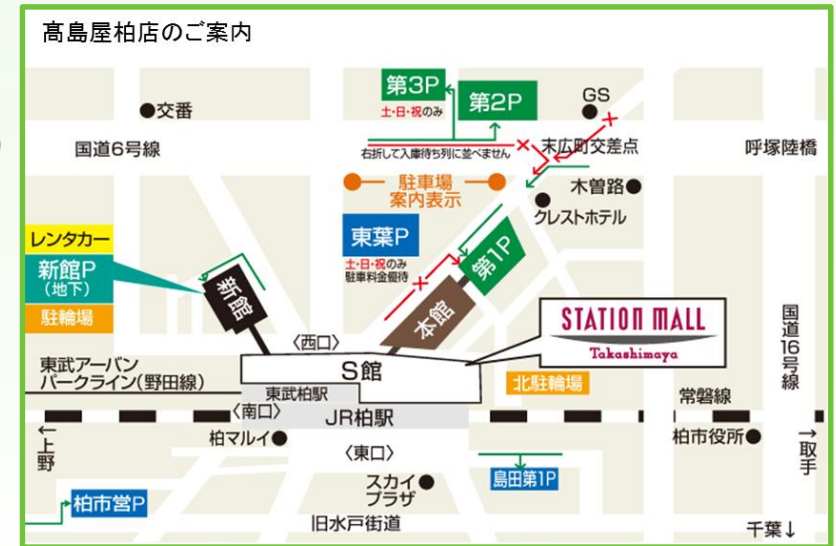 髙島屋柏店のご案内
第3P
土・日・祝のみ
第2P
GS
●交番
国道6号線
右折して入庫待ち列に並べません
末広町交差点
呼塚陸橋
駐車場
案内表示
木曽路●
クレストホテル
東葉P
土・日・祝のみ
駐車料金優待
第1P
レンタカー
新館P
(地下)
駐輪場
新館
本館
STATION MALL
Takashimaya
国道16号線
〈西口〉
S館
東武アーバン
パークライン(野田線)
東武柏駅
北駐輪場
常磐線
〈南口〉
JR柏駅
←上野
柏マルイ●
〈東口〉
柏市役所●
→取手
スカイ●
プラザ
島田第1P
柏市営P
旧水戸街道
千葉↓